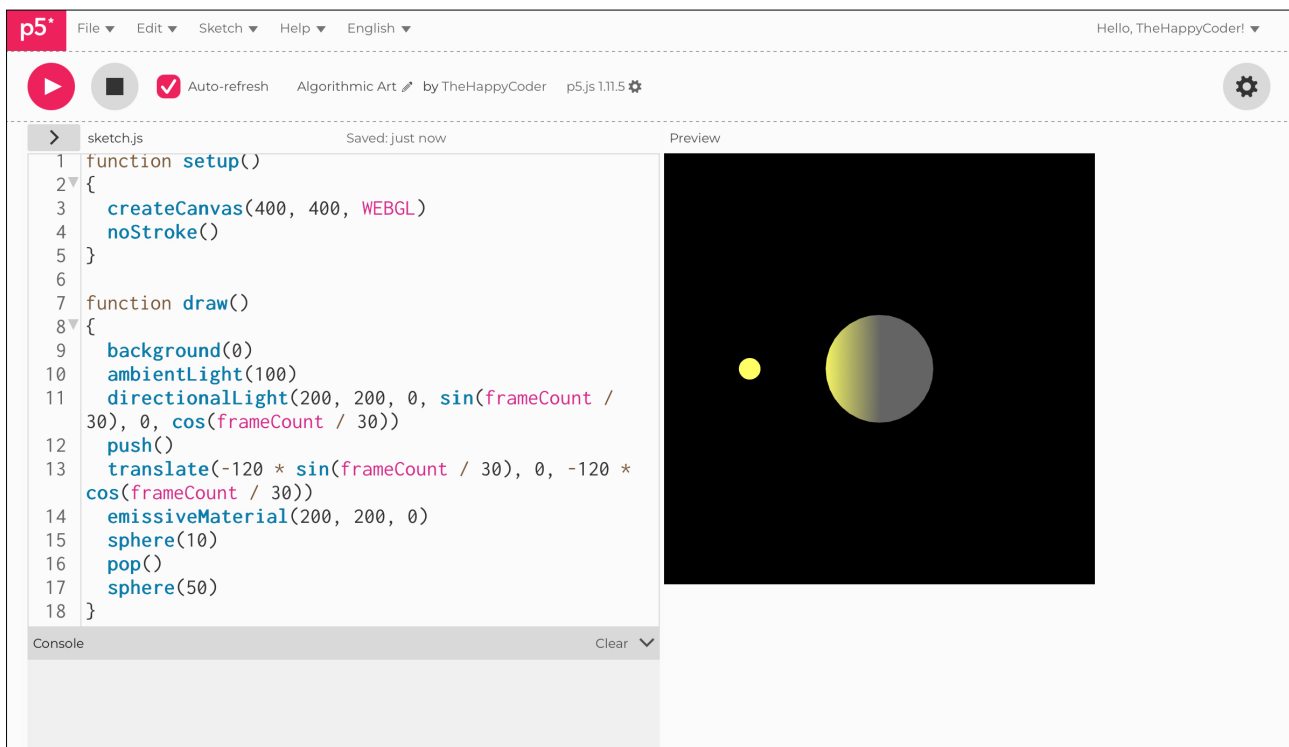 p5*
File Edit Sketch Help English Hello, TheHappyCoder!
Auto-refresh Algorithmic Art by TheHappyCoder p5.js 1.11.5
sketch.js Saved: just now Preview
1 function setup()
2 {
3 createCanvas(400, 400, WEBGL)
4 noStroke()
5 }
6
7 function draw()
8 {
9 background(0)
10 ambientLight(100)
11 directionalLight(200, 200, 0, sin(frameCount /
30), 0, cos(frameCount / 30))
12 push()
13 translate(-120 * sin(frameCount / 30), 0, -120 *
cos(frameCount / 30))
14 emissiveMaterial(200, 200, 0)
15 sphere(10)
16 pop()
17 sphere(50)
18 }
Console Clear